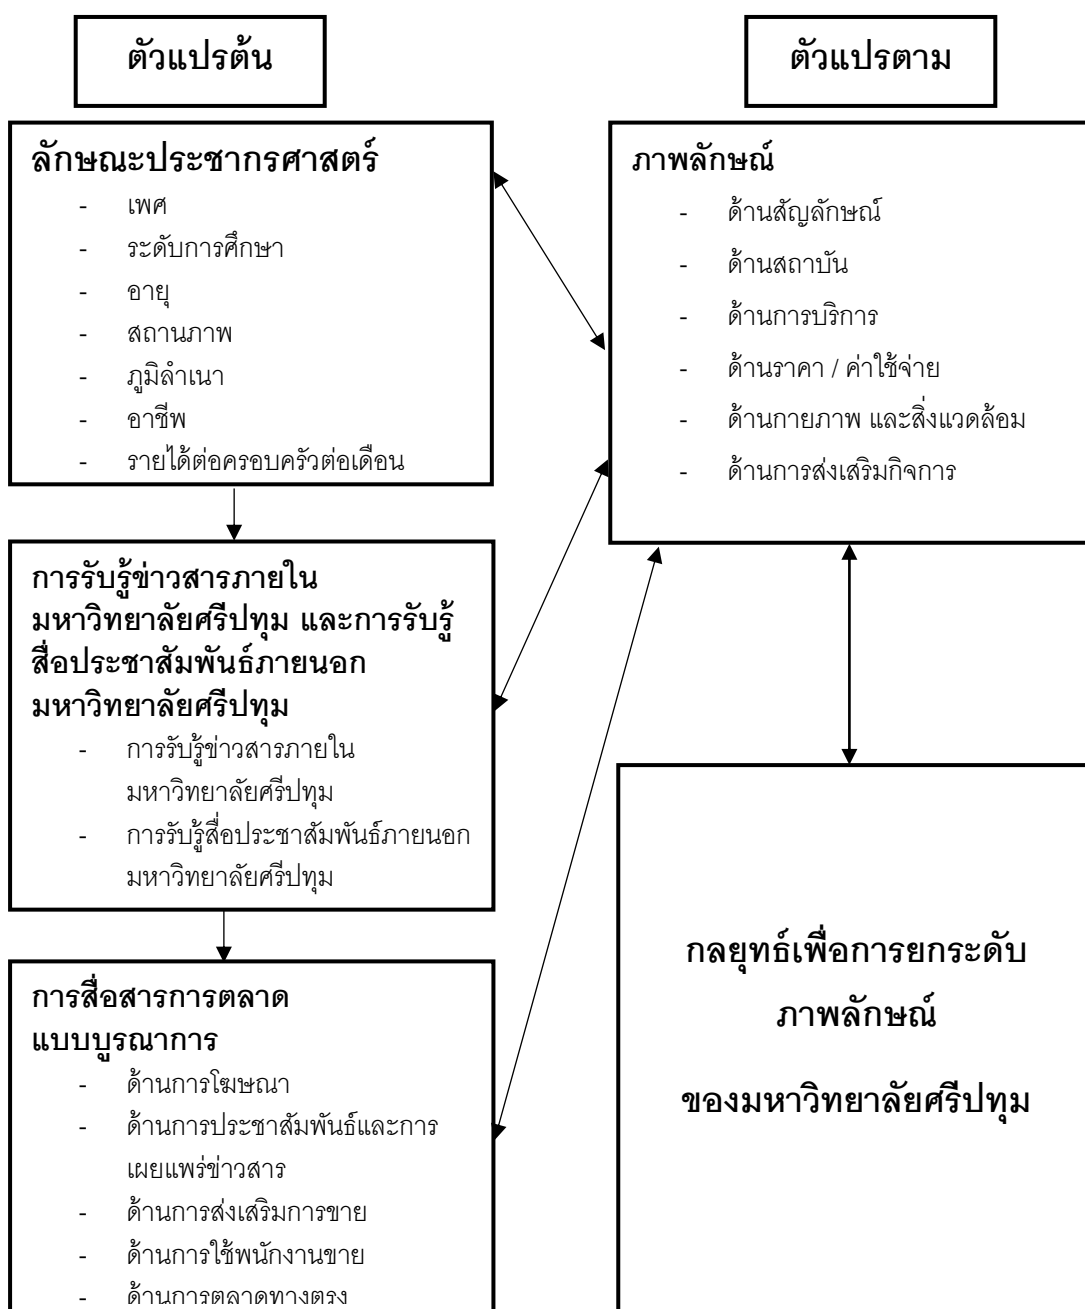 ตัวแปรต้น
ลักษณะประชากรศาสตร์
- เพศ
- ระดับการศึกษา
- อายุ
- สถานภาพ
- ภูมิลำเนา
- อาชีพ
- รายได้ต่อครอบครัวต่อเดือน
การรับรู้ข่าวสารภายใน
มหาวิทยาลัยศรีปทุม และการรับรู้
สื่อประชาสัมพันธ์ภายนอก
มหาวิทยาลัยศรีปทุม
- การรับรู้ข่าวสารภายใน
มหาวิทยาลัยศรีปทุม
- การรับรู้สื่อประชาสัมพันธ์ภายนอก
มหาวิทยาลัยศรีปทุม
การสื่อสารการตลาด
แบบบูรณาการ
- ด้านการโฆษณา
- ด้านการประชาสัมพันธ์และการ
เผยแพร่ข่าวสาร
- ด้านการส่งเสริมการขาย
- ด้านการใช้พนักงานขาย
- ด้านการตลาดทางตรง
ตัวแปรตาม
ภาพลักษณ์
- ด้านสัญลักษณ์
- ด้านสถาบัน
- ด้านการบริการ
- ด้านราคา / ค่าใช้จ่าย
- ด้านกายภาพ และสิ่งแวดล้อม
- ด้านการส่งเสริมกิจการ
กลยุทธ์เพื่อการยกระดับ
ภาพลักษณ์
ของมหาวิทยาลัยศรีปทุม